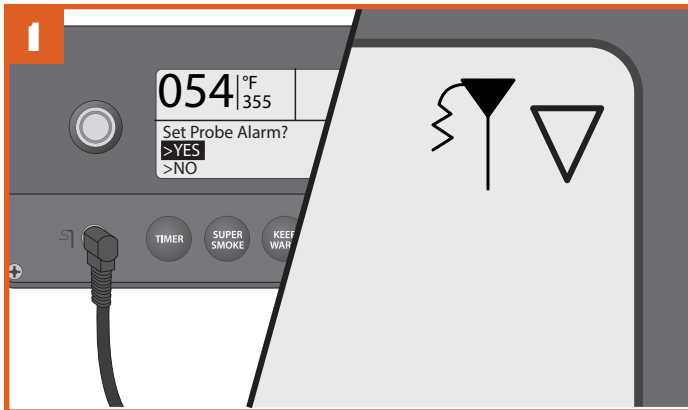 1
054 °F
355
Set Probe Alarm?
>YES
>NO
TIMER
SUPER
SMOKE
KEEP
WAR